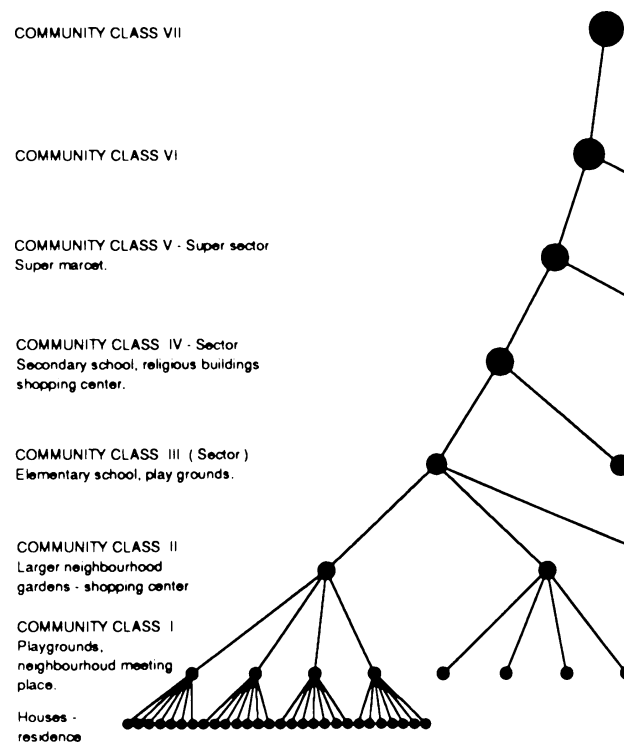 COMMUNITY CLASS VII
COMMUNITY CLASS VI
COMMUNITY CLASS V - Super sector
Super marcet.
COMMUNITY CLASS IV - Sector
Secondary school, religious buildings
shopping center.
COMMUNITY CLASS III ( Sector )
Elementary school, play grounds.
COMMUNITY CLASS II
Larger neighbourhood
gardens - shopping center
COMMUNITY CLASS I
Playgrounds,
neighbourhoud meeting
place.
Houses -
residence